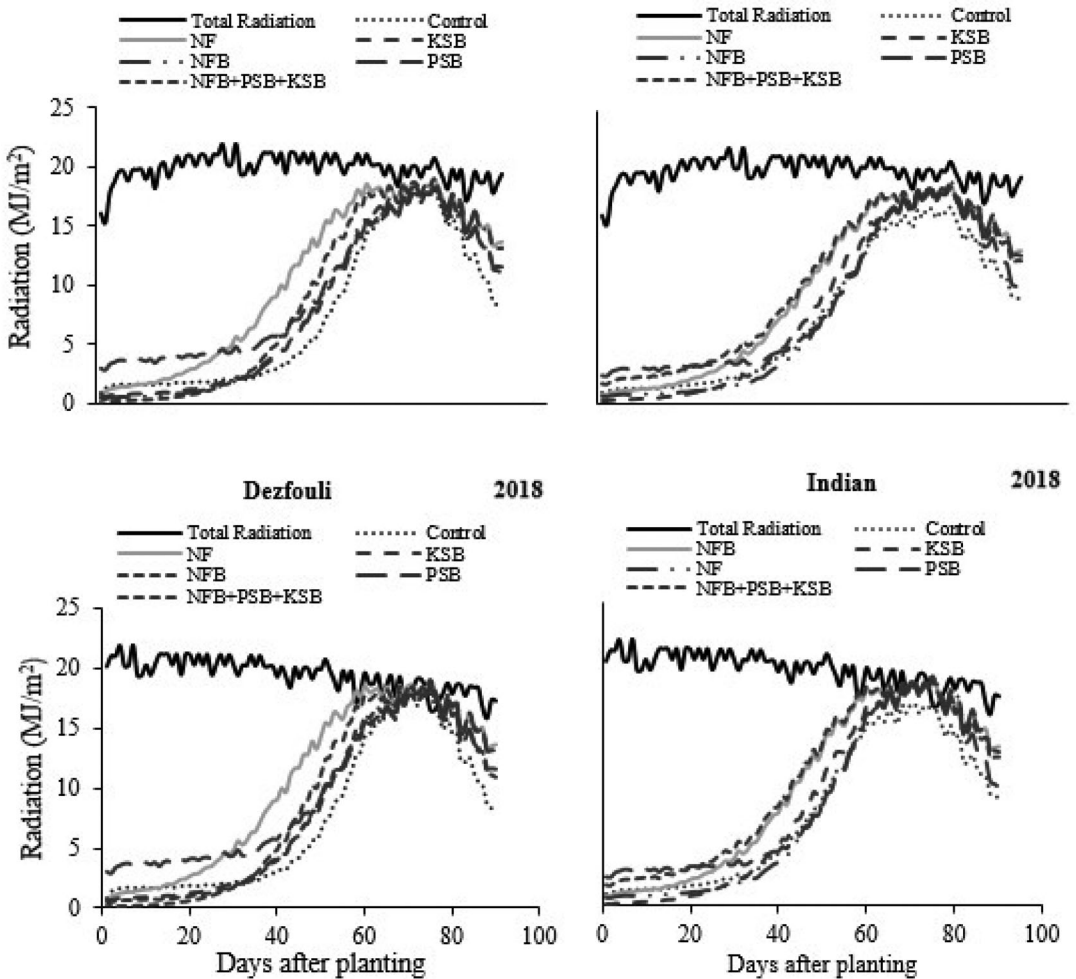 Total Radiation Control
NF KSB
NFB PSB
NFB+PSB+KSB
Total Radiation Control
NF KSB
NFB PSB
NFB+PSB+KSB
25
20
15
10
5
0
Radiation (MJ/m²)
Dezfouli 2018
Indian 2018
Total Radiation Control
NF KSB
NFB PSB
NFB+PSB+KSB
Total Radiation Control
NFB KSB
NF PSB
NFB+PSB+KSB
25
20
15
10
5
0
Radiation (MJ/m²)
0 20 40 60 80 100
Days after planting
0 20 40 60 80 100
Days after planting